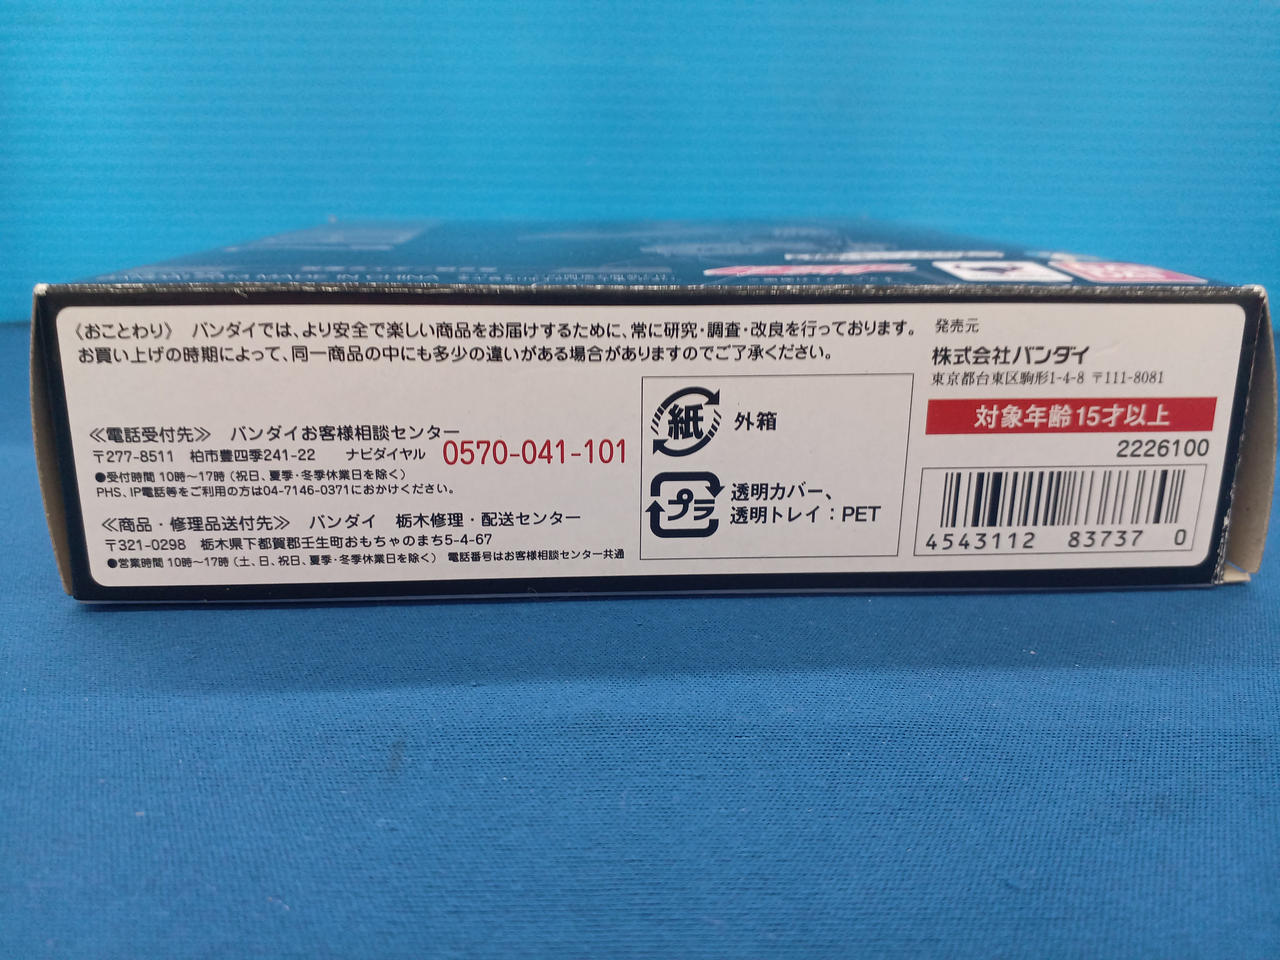 《おことわり》 バンダイでは、より安全で楽しい商品をお届けするために、常に研究・調査・改良を行っております。
お買い上げの時期によって、同一商品の中にも多少の違いがある場合がありますのでご了承ください。
≪電話受付先≫ バンダイお客様相談センター
〒277-8511 柏市豊四季241-22 ナビダイヤル 0570-041-101
●受付時間 10時〜17時(祝日、夏季・冬季休業日を除く)
PHS、IP電話等をご利用の方は04-7146-0371におかけください。
≪商品・修理品送付先≫ バンダイ 栃木修理・配送センター
〒321-0298 栃木県下都賀郡壬生町おもちゃのまち5-4-67
●営業時間 10時〜17時(土、日、祝日、夏季・冬季休業日を除く) 電話番号はお客様相談センター共通
紙 外箱
プラ 透明カバー、
透明トレイ:PET
発売元
株式会社バンダイ
東京都台東区駒形1-4-8 〒111-8081
対象年齢15才以上
2226100
4543112 83737 0